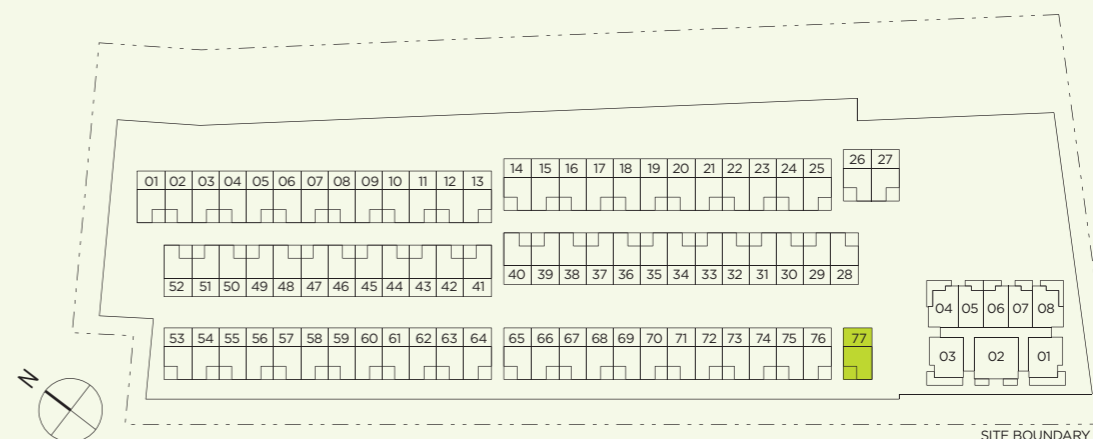 26 27
14 15 16 17 18 19 20 21 22 23 24 25
01 02 03 04 05 06 07 08 09 10 11 12 13
40 39 38 37 36 35 34 33 32 31 30 29 28
52 51 50 49 48 47 46 45 44 43 42 41
04 05 06 07 08
53 54 55 56 57 58 59 60 61 62 63 64 65 66 67 68 69 70 71 72 73 74 75 76 77
03 02 01
N
SITE BOUNDARY